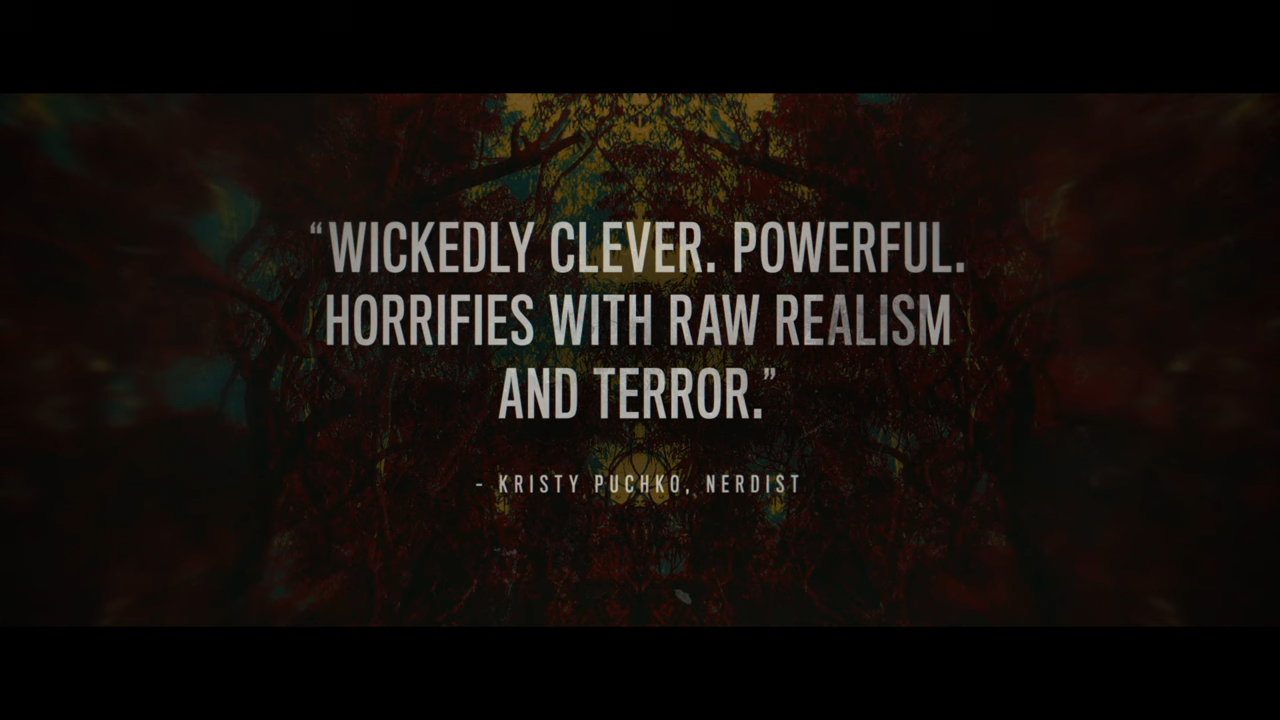 “WICKEDLY CLEVER. POWERFUL.
HORRIFIES WITH RAW REALISM
AND TERROR.”
- KRISTY PUCHKO, NERDIST